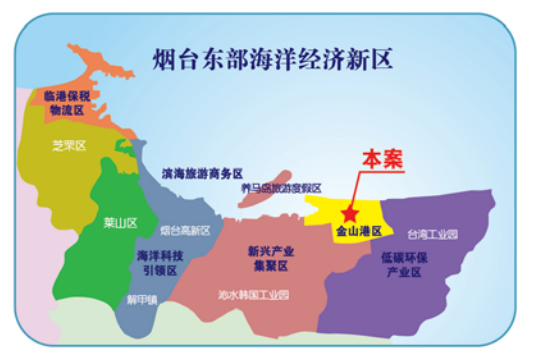 烟台东部海洋经济新区
临港保税
物流区
芝罘区
滨海旅游商务区
养马岛旅游度假区
本案
莱山区
烟台高新区
金山港区
台湾工业园
海洋科技
引领区
新兴产业
集聚区
低碳环保
产业区
解甲镇
沁水韩国工业园